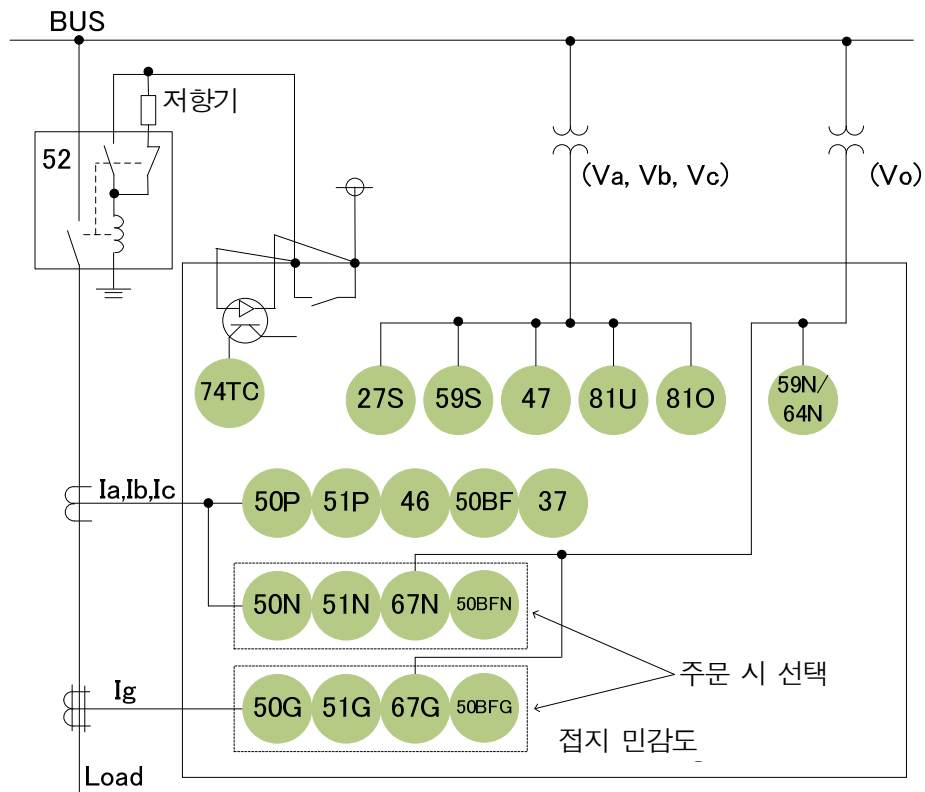 BUS
저항기
52
(Va, Vb, Vc)
(Vo)
74TC
27S
59S
47
81U
81O
59N/
64N
Ia,Ib,Ic
50P
51P
46
50BF
37
50N
51N
67N
50BFN
주문 시 선택
Ig
50G
51G
67G
50BFG
접지 민감도
Load